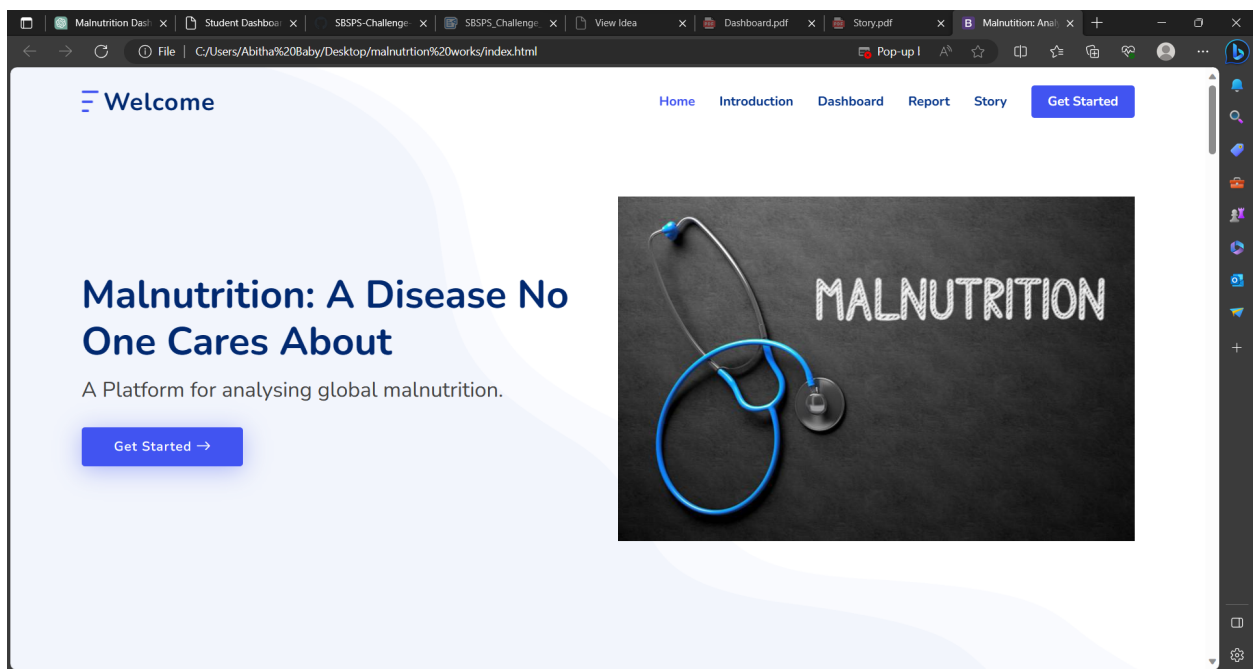 Malnutrition Dash
Student Dashboar
SBSPS-Challenge-
SBSPS_Challenge_
View Idea
Dashboard.pdf
Story.pdf
B Malnutition: Anal
File C:/Users/Abitha%20Baby/Desktop/malnutrtion%20works/index.html
Pop-up l
Welcome
Home Introduction Dashboard Report Story Get Started
MALNUTRITION
Malnutrition: A Disease No
One Cares About
A Platform for analysing global malnutrition.
Get Started →